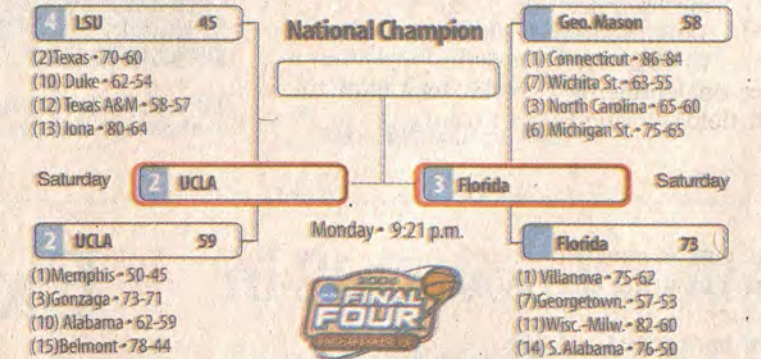 4 LSU 45
(2)Texas - 70-60
(10) Duke - 62-54
(12) Texas A&M - 58-57
(13) Iona - 80-64
National Champion
Geo. Mason 58
(1) Connecticut - 86-84
(7) Wichita St. - 63-55
(3) North Carolina - 65-60
(6) Michigan St. - 75-65
Saturday
2 UCLA
3 Florida
Saturday
Monday - 9:21 p.m.
2 UCLA 59
(1)Memphis - 50-45
(3)Gonzaga - 73-71
(10) Alabama - 62-59
(15)Belmont - 78-44
2006
FINAL
FOUR
Florida 73
(1) Villanova - 75-62
(7)Georgetown. - 57-53
(11)Wisc.-Milw. - 82-60
(14) S. Alabama - 76-50